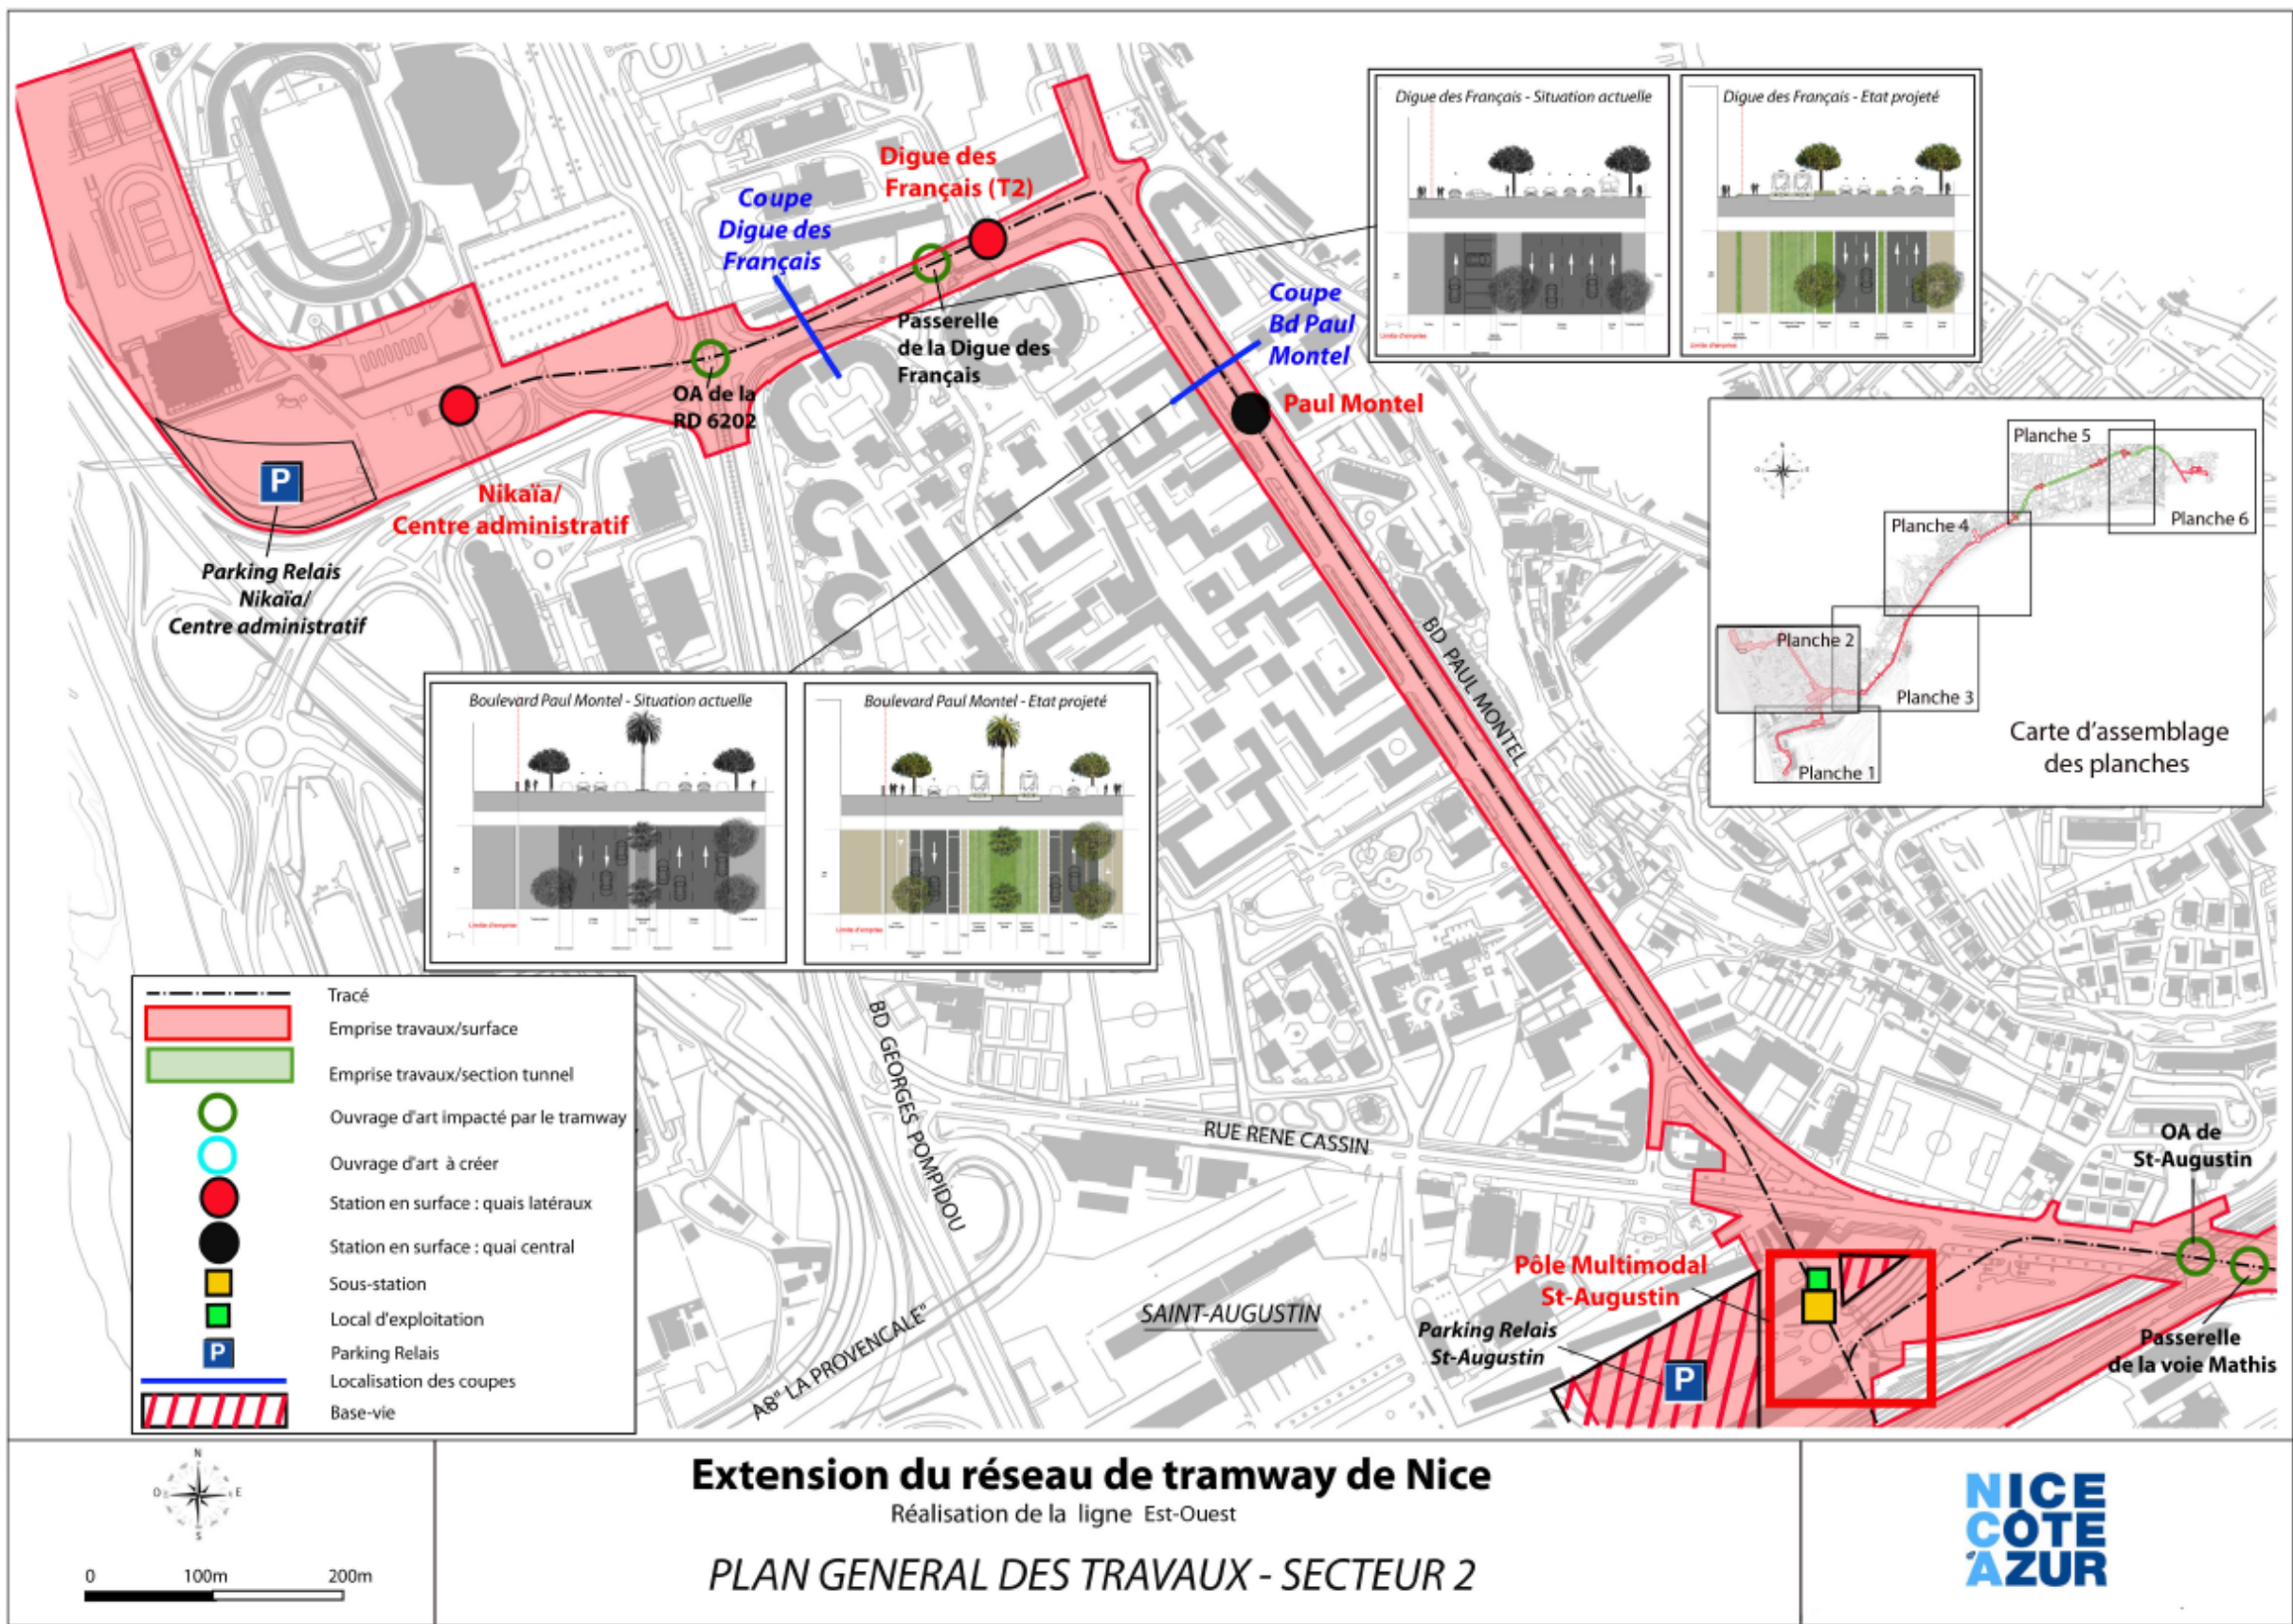 Digue des Français - Situation actuelle
Digue des Français - Etat projeté
Limite d'emprise
Limite d'emprise
Digue des
Français (T2)
Coupe
Digue des
Français
Passerelle
de la Digue des
Français
Coupe
Bd Paul
Montel
Paul Montel
OA de la
RD 6202
P
Nikaïa/
Centre administratif
Parking Relais
Nikaïa/
Centre administratif
Planche 5
Planche 6
Planche 4
Planche 2
Planche 3
Planche 1
Carte d'assemblage
des planches
BD PAUL MONTEL
Boulevard Paul Montel - Situation actuelle
Boulevard Paul Montel - Etat projeté
Limite d'emprise
Limite d'emprise
Tracé
Emprise travaux/surface
Emprise travaux/section tunnel
Ouvrage d'art impacté par le tramway
Ouvrage d'art à créer
Station en surface : quais latéraux
Station en surface : quai central
Sous-station
Local d'exploitation
P
Parking Relais
Localisation des coupes
Base-vie
BD GEORGES POMPIDOU
RUE RENE CASSIN
A8" LA PROVENCALE"
SAINT-AUGUSTIN
Pôle Multimodal
St-Augustin
Parking Relais
St-Augustin
P
OA de
St-Augustin
Passerelle
de la voie Mathis
N
O
E
S
0 100m 200m
Extension du réseau de tramway de Nice
Réalisation de la ligne Est-Ouest
PLAN GENERAL DES TRAVAUX - SECTEUR 2
NICE
CÔTE
D'AZUR